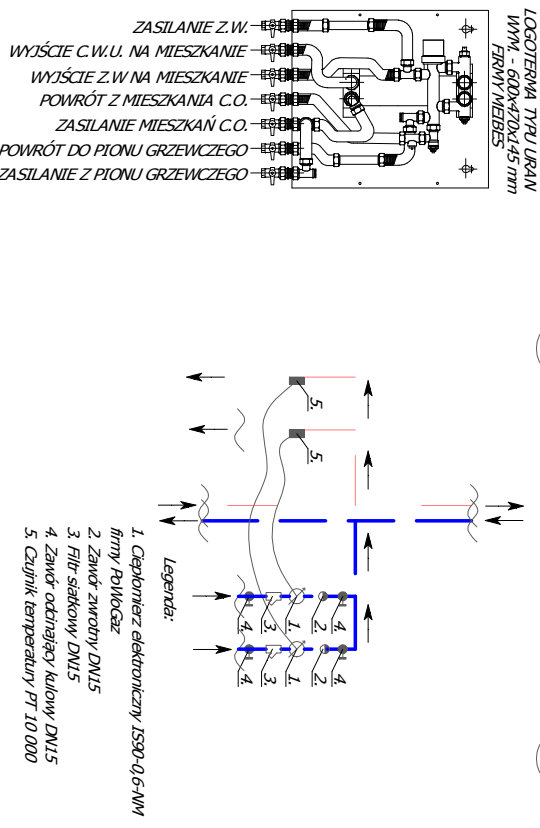 LOGOTERMA TYPU URAN
WYM. - 600x470x145 mm
FIRMY MEIBES
ZASILANIE Z.W.
WYJŚCIE C.W.U. NA MIESZKANIE
WYJŚCIE Z.W NA MIESZKANIE
POWRÓT Z MIESZKANIA C.O.
ZASILANIE MIESZKAŃ C.O.
POWRÓT DO PIONU GRZEWCZEGO
ZASILANIE Z PIONU GRZEWCZEGO
5.
5.
4.
3.
1.
2.
4.
4.
3.
1.
2.
4.
Legenda:
1. Ciepłomierz elektroniczny IS90-0,6-NM
firmy PoWoGaz
2. Zawór zwrotny DN15
3. Filtr siatkowy DN15
4. Zawór odcinający kulowy DN15
5. Czujnik temperatury PT 10 000